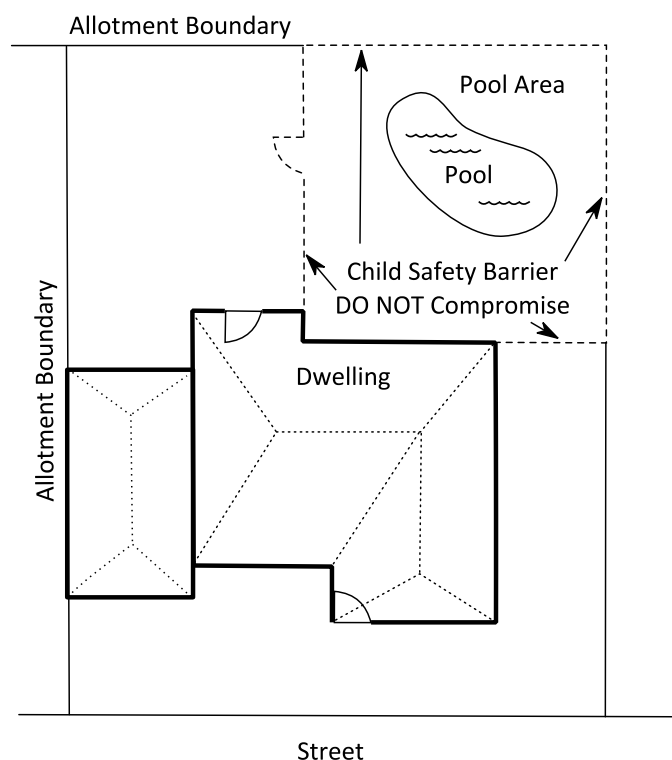 Allotment Boundary
Pool Area
Pool
Child Safety Barrier
DO NOT Compromise
Allotment Boundary
Dwelling
Street